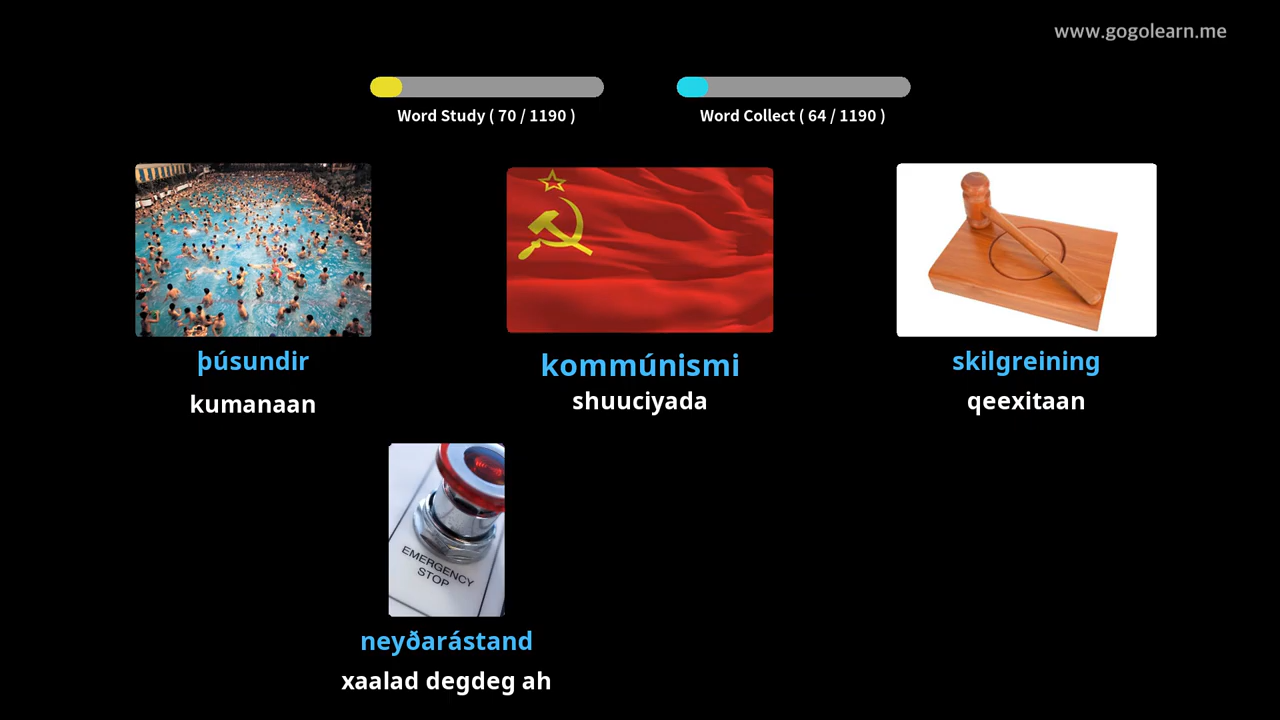 www.gogolearn.me
Word Study ( 70 / 1190 )
Word Collect ( 64 / 1190 )
þúsundir
kommúnismi
skilgreining
kumanaan
shuuciyada
qeexitaan
EMERGENCY
STOP
neyðarástand
xaalad degdeg ah